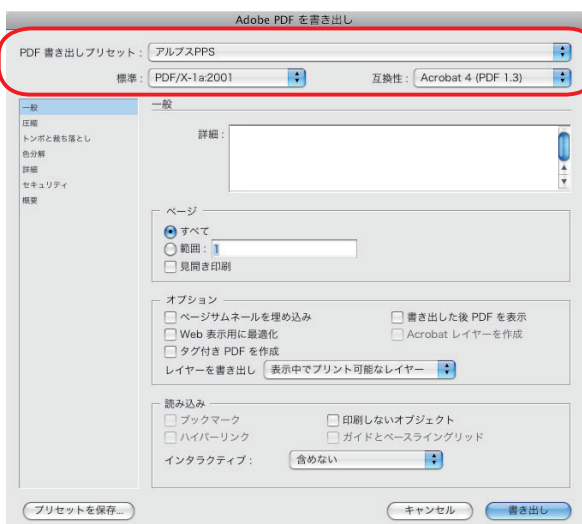 Adobe PDF を書き出し
PDF 書き出しプリセット： アルプスPPS
標準： PDF/X-1a:2001 互換性： Acrobat 4 (PDF 1.3)
一般
圧縮
トンボと裁ち落とし
色分解
詳細
セキュリティ
概要
一般
詳細：
ページ
すべて
範囲： 1
見開き印刷
オプション
ページサムネールを埋め込み 書き出した後 PDF を表示
Web 表示用に最適化 Acrobat レイヤーを作成
タグ付き PDF を作成
レイヤーを書き出し 表示中でプリント可能なレイヤー
読み込み
ブックマーク 印刷しないオブジェクト
ハイパーリンク ガイドとベースライングリッド
インタラクティブ： 含めない
プリセットを保存... キャンセル 書き出し